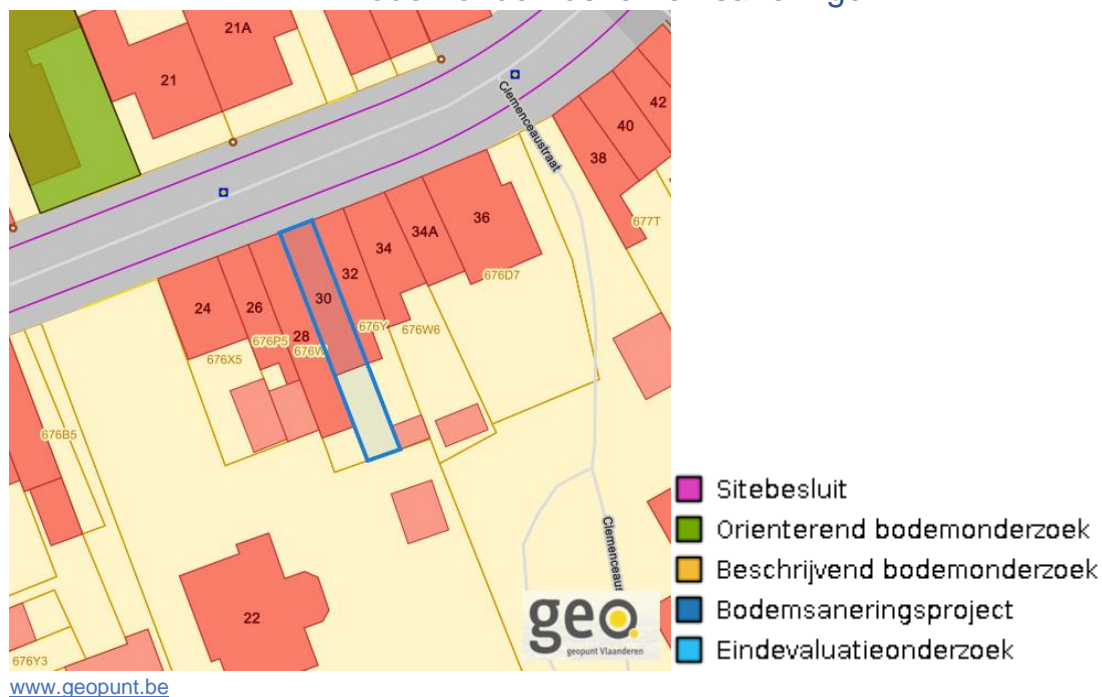 21A
21
42
40
38
Clemenceaustraat
677T
36
34A
34
32
30
28
26
24
676D7
676Y
676W6
676P5
676W
676X5
676B5
22
676Y3
Clemenceaus
geo
geopunt Vlaanderen
Sitebesluit
Orienterend bodemonderzoek
Beschrijvend bodemonderzoek
Bodemsaneringsproject
Eindevaluatieonderzoek
www.geopunt.be